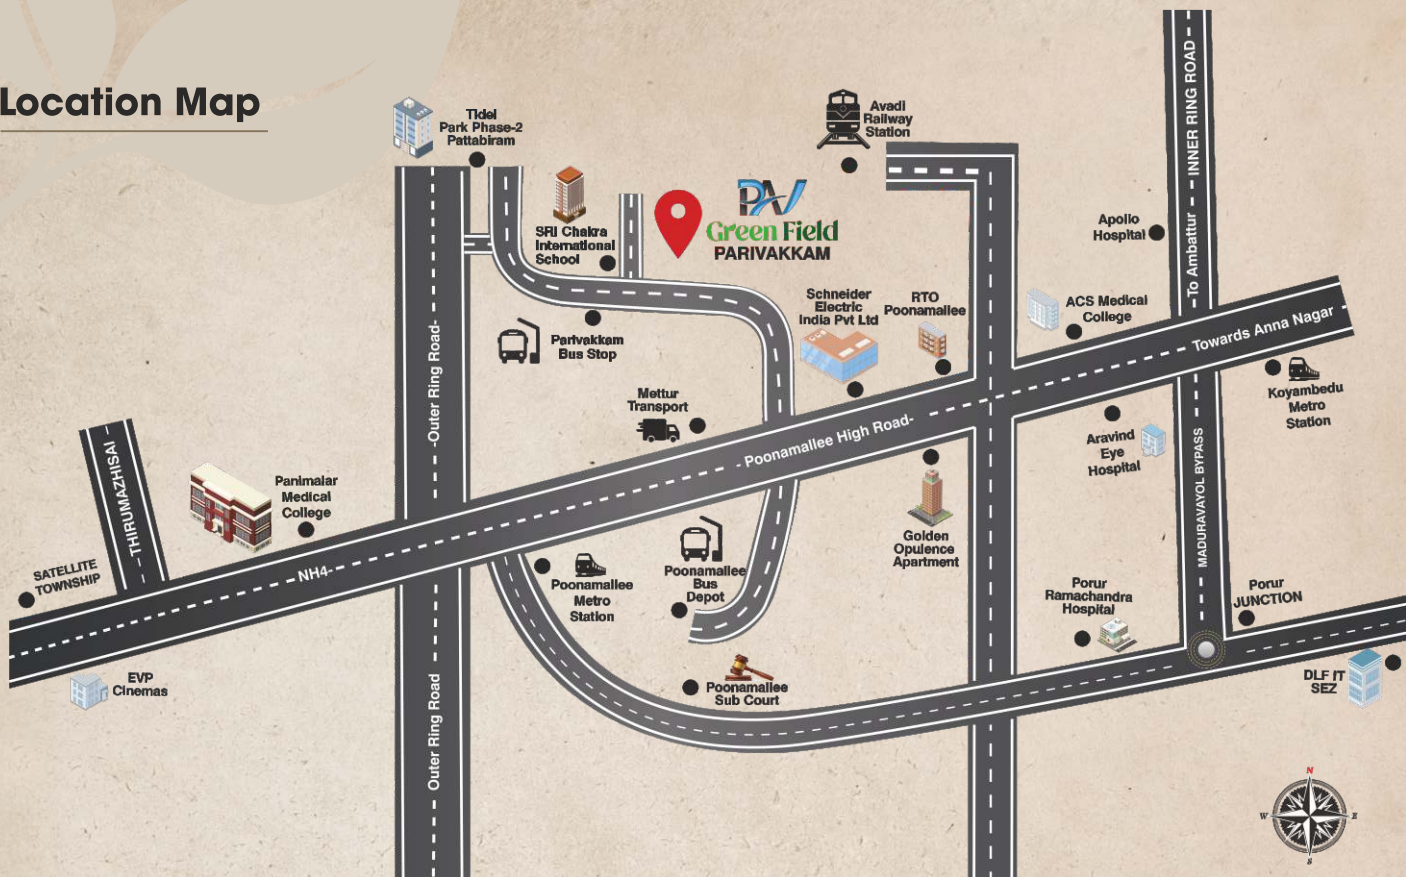 Location Map
Tidel
Park Phase-2
Pattabiram
Avadi
Railway
Station
SRI Chakra
International
School
PAV
Green Field
PARIVAKKAM
Apollo
Hospital
To Ambattur
INNER RING ROAD
Schneider
Electric
India Pvt Ltd
RTO
Poonamallee
ACS Medical
College
Towards Anna Nagar
Parivakkam
Bus Stop
-Outer Ring Road-
Mettur
Transport
Koyambedu
Metro
Station
- Poonamallee High Road-
Aravind
Eye
Hospital
MADURAVAYOL BYPASS
THIRUMAZHISAI
Panimalar
Medical
College
Golden
Opulence
Apartment
SATELLITE
TOWNSHIP
NH4-
Poonamallee
Metro
Station
Poonamallee
Bus
Depot
Porur
Ramachandra
Hospital
Porur
JUNCTION
EVP
Cinemas
Outer Ring Road
Poonamallee
Sub Court
DLF IT
SEZ
N
W
E
S